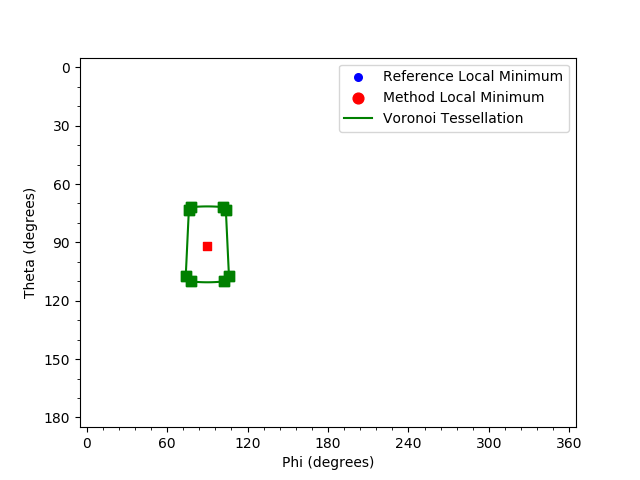 Reference Local Minimum
Method Local Minimum
Voronoi Tessellation
0
30
60
90
120
150
180
Theta (degrees)
0 60 120 180 240 300 360
Phi (degrees)